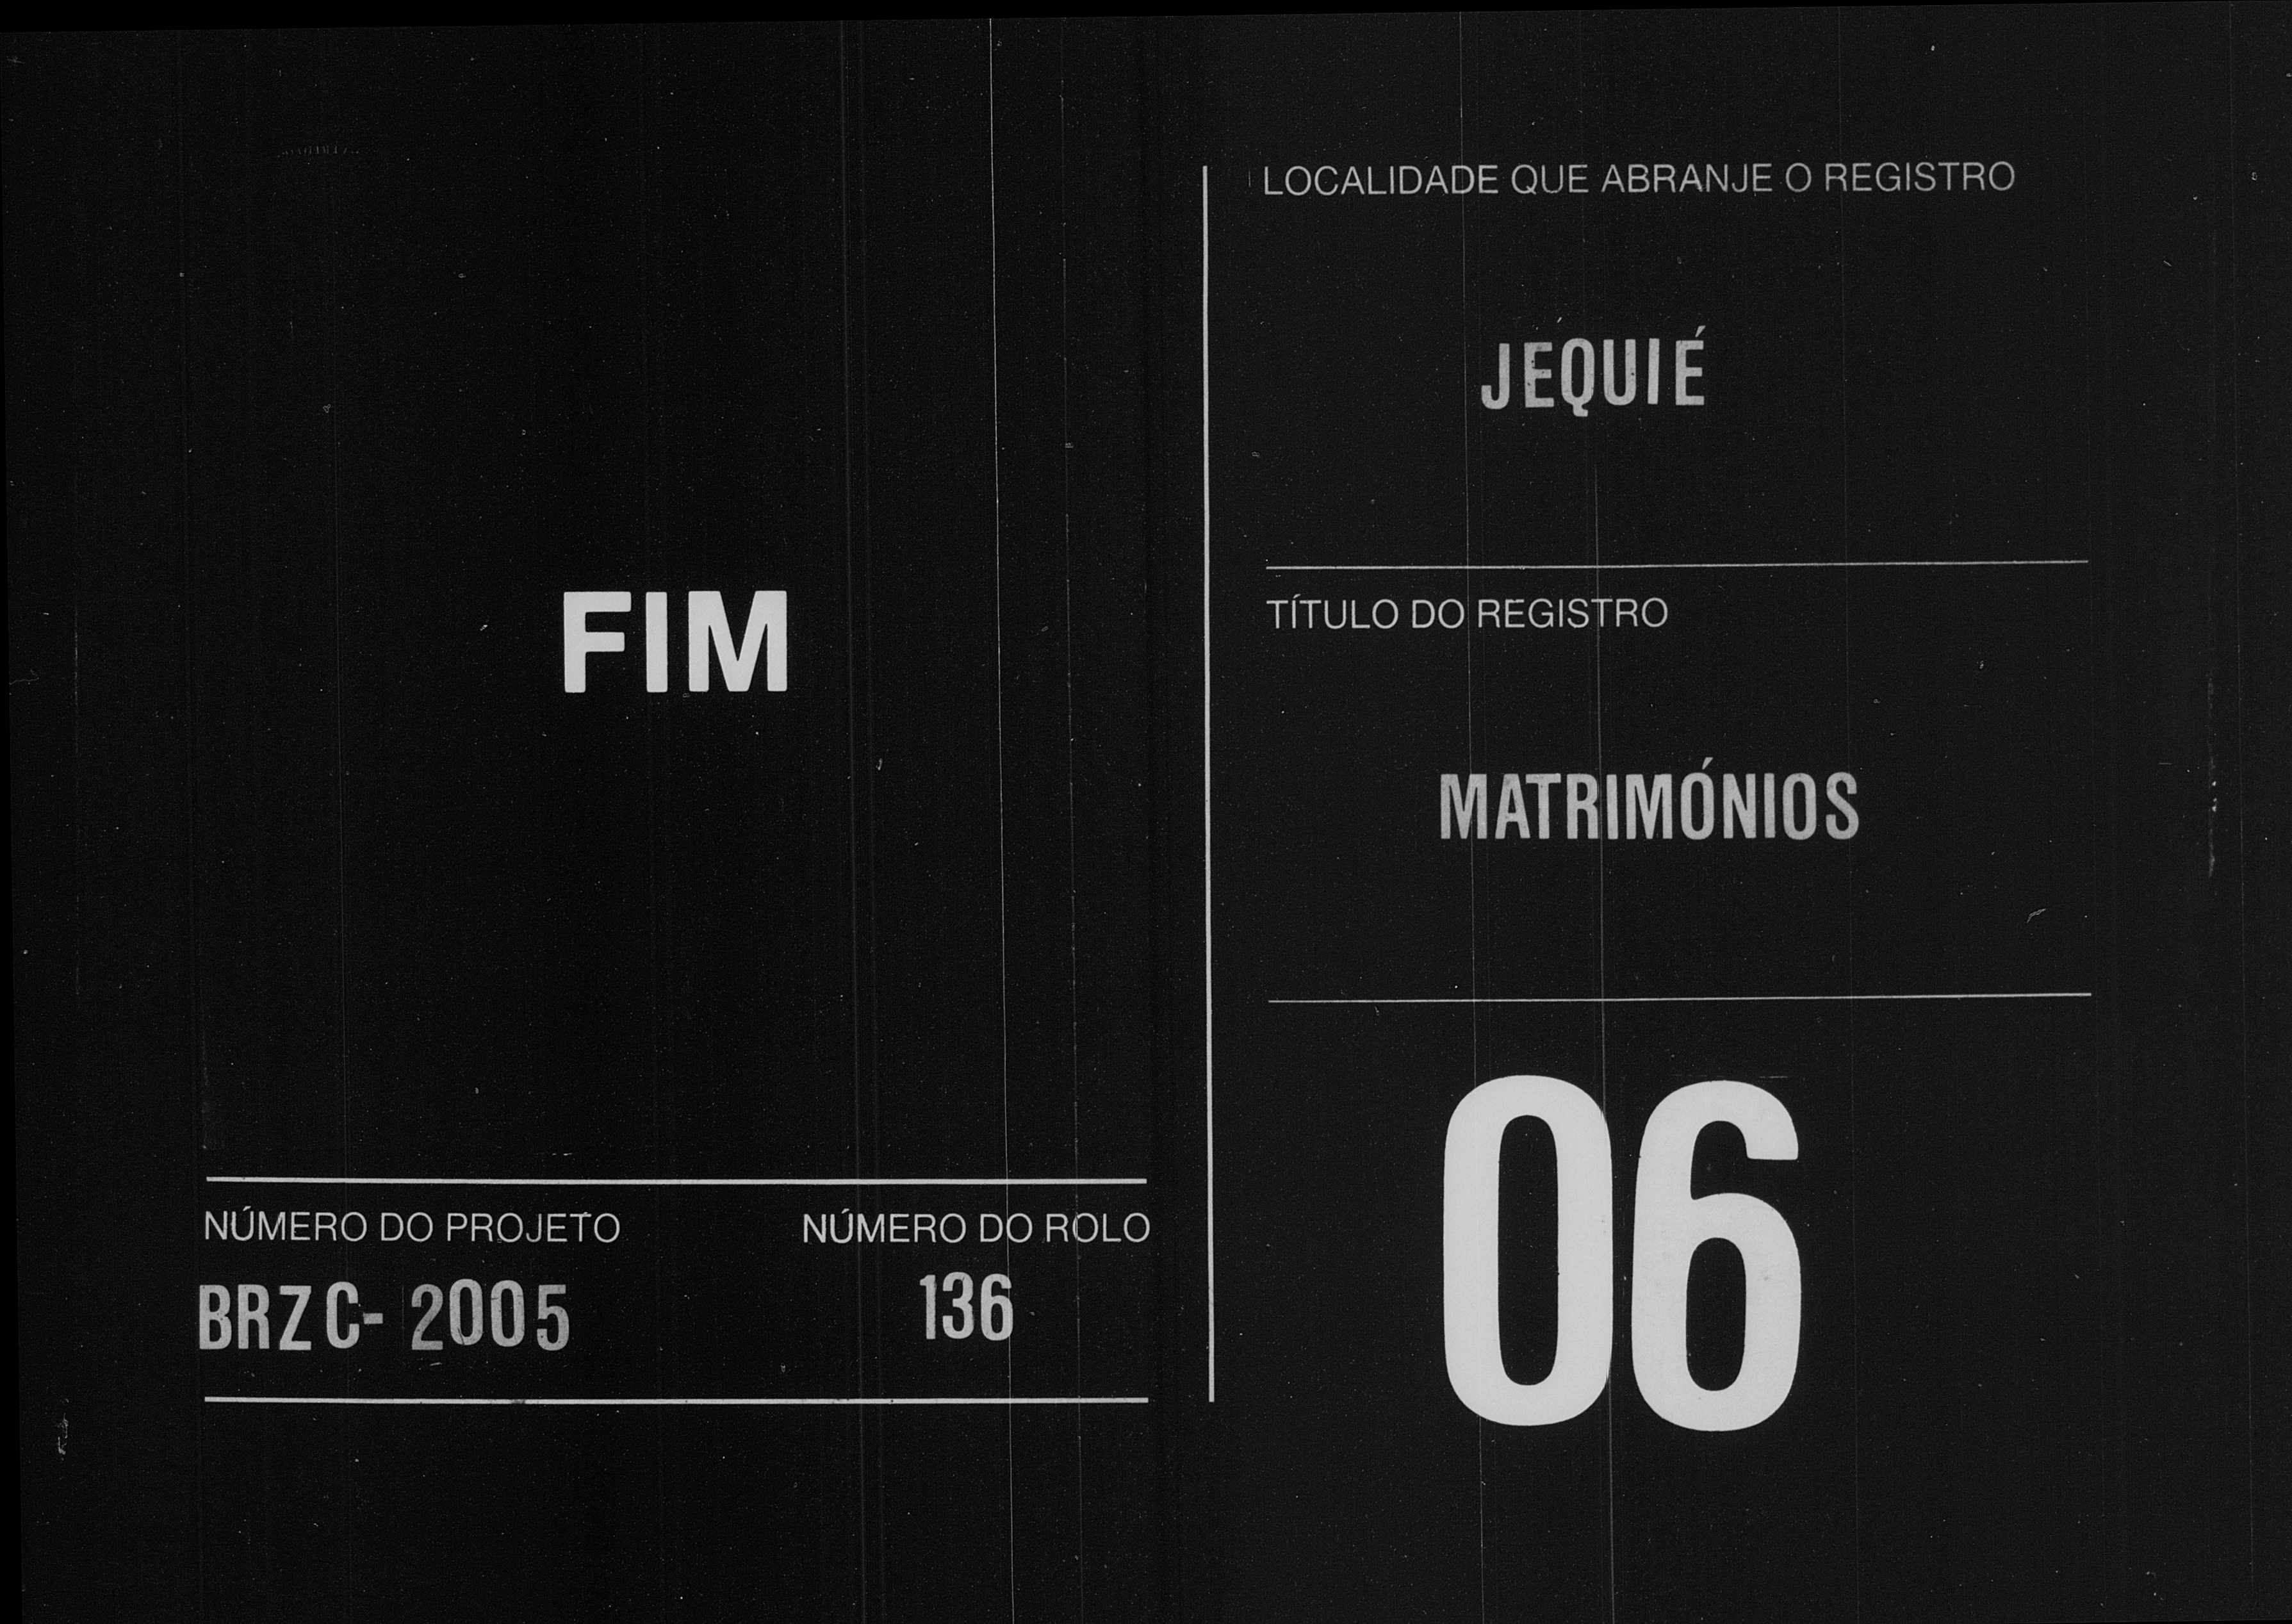 FIM
NÚMERO DO PROJETO
BRZC- 2005
NÚMERO DO ROLO
136
LOCALIDADE QUE ABRANJE O REGISTRO
JEQUIÉ
TÍTULO DO REGISTRO
MATRIMÓNIOS
06